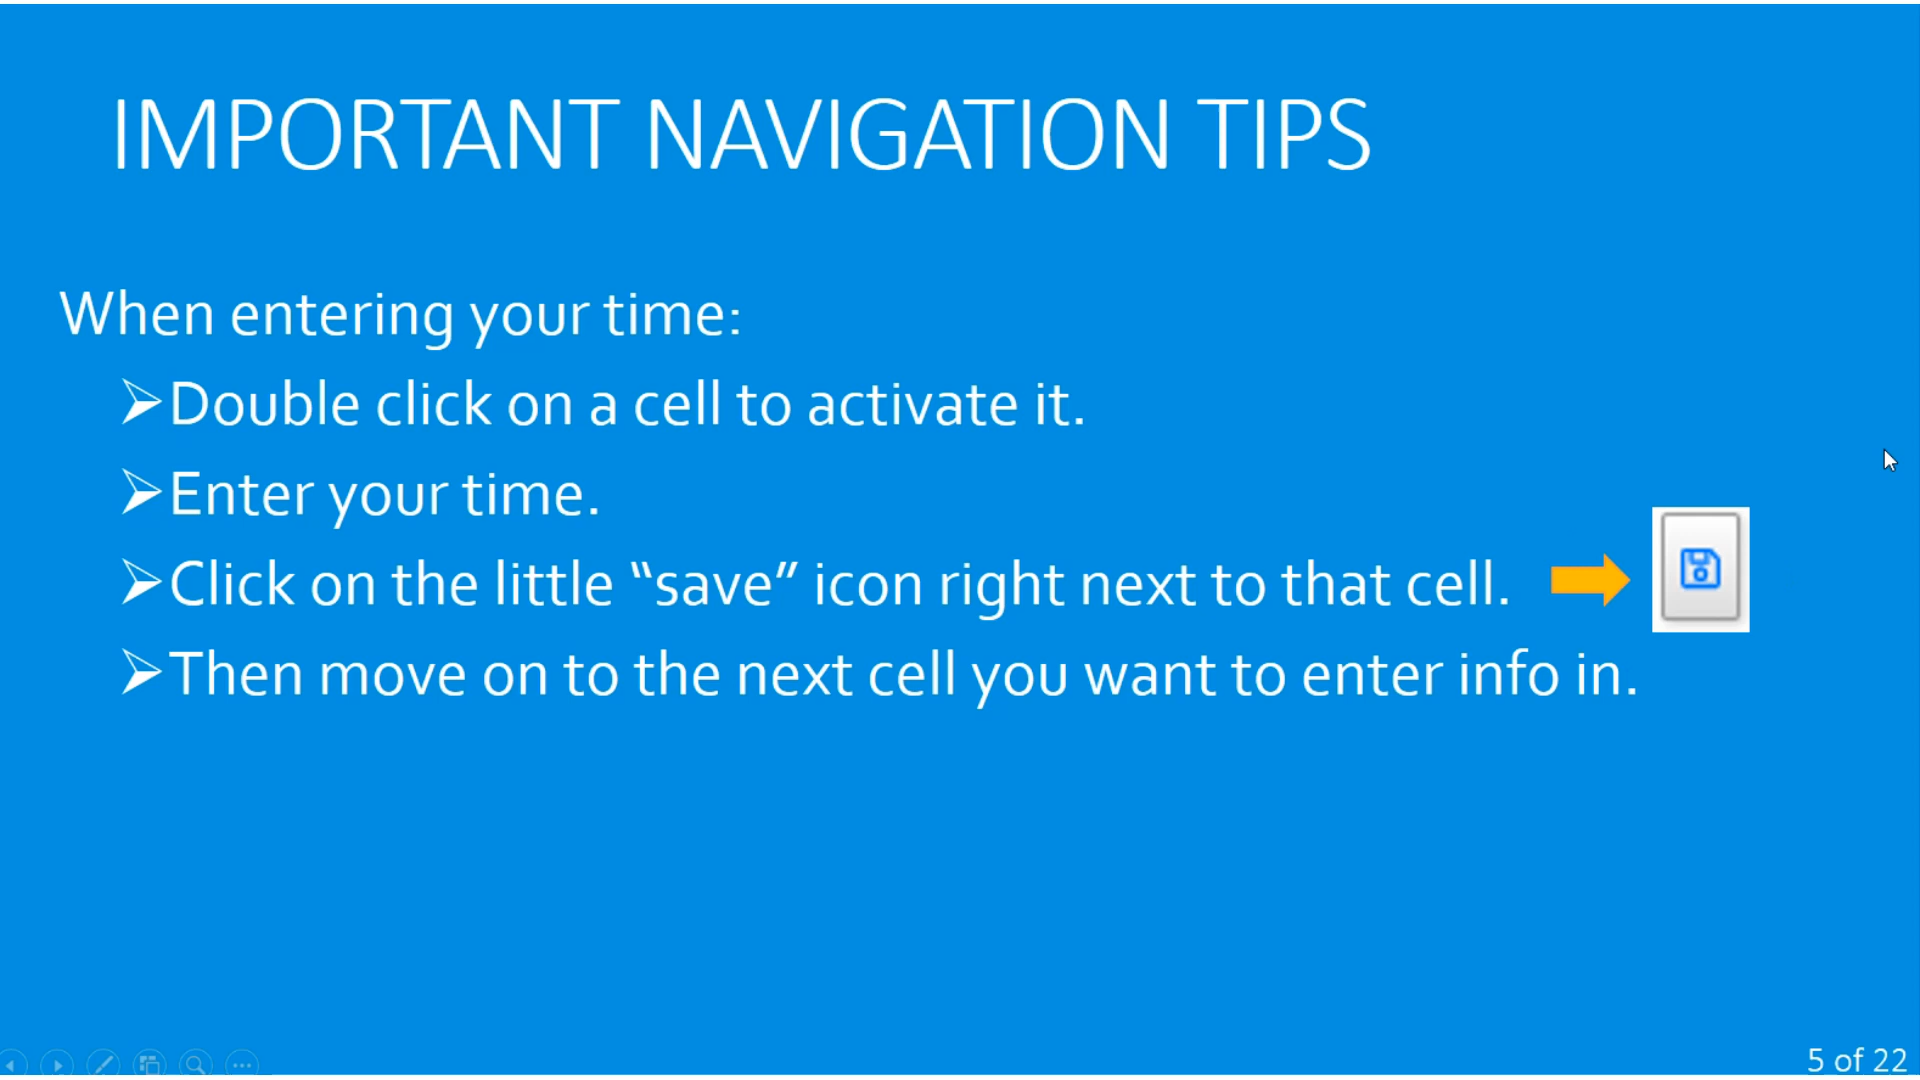 IMPORTANT NAVIGATION TIPS
When entering your time:
➢Double click on a cell to activate it.
➢Enter your time.
➢Click on the little “save” icon right next to that cell.
➢Then move on to the next cell you want to enter info in.
5 of 22